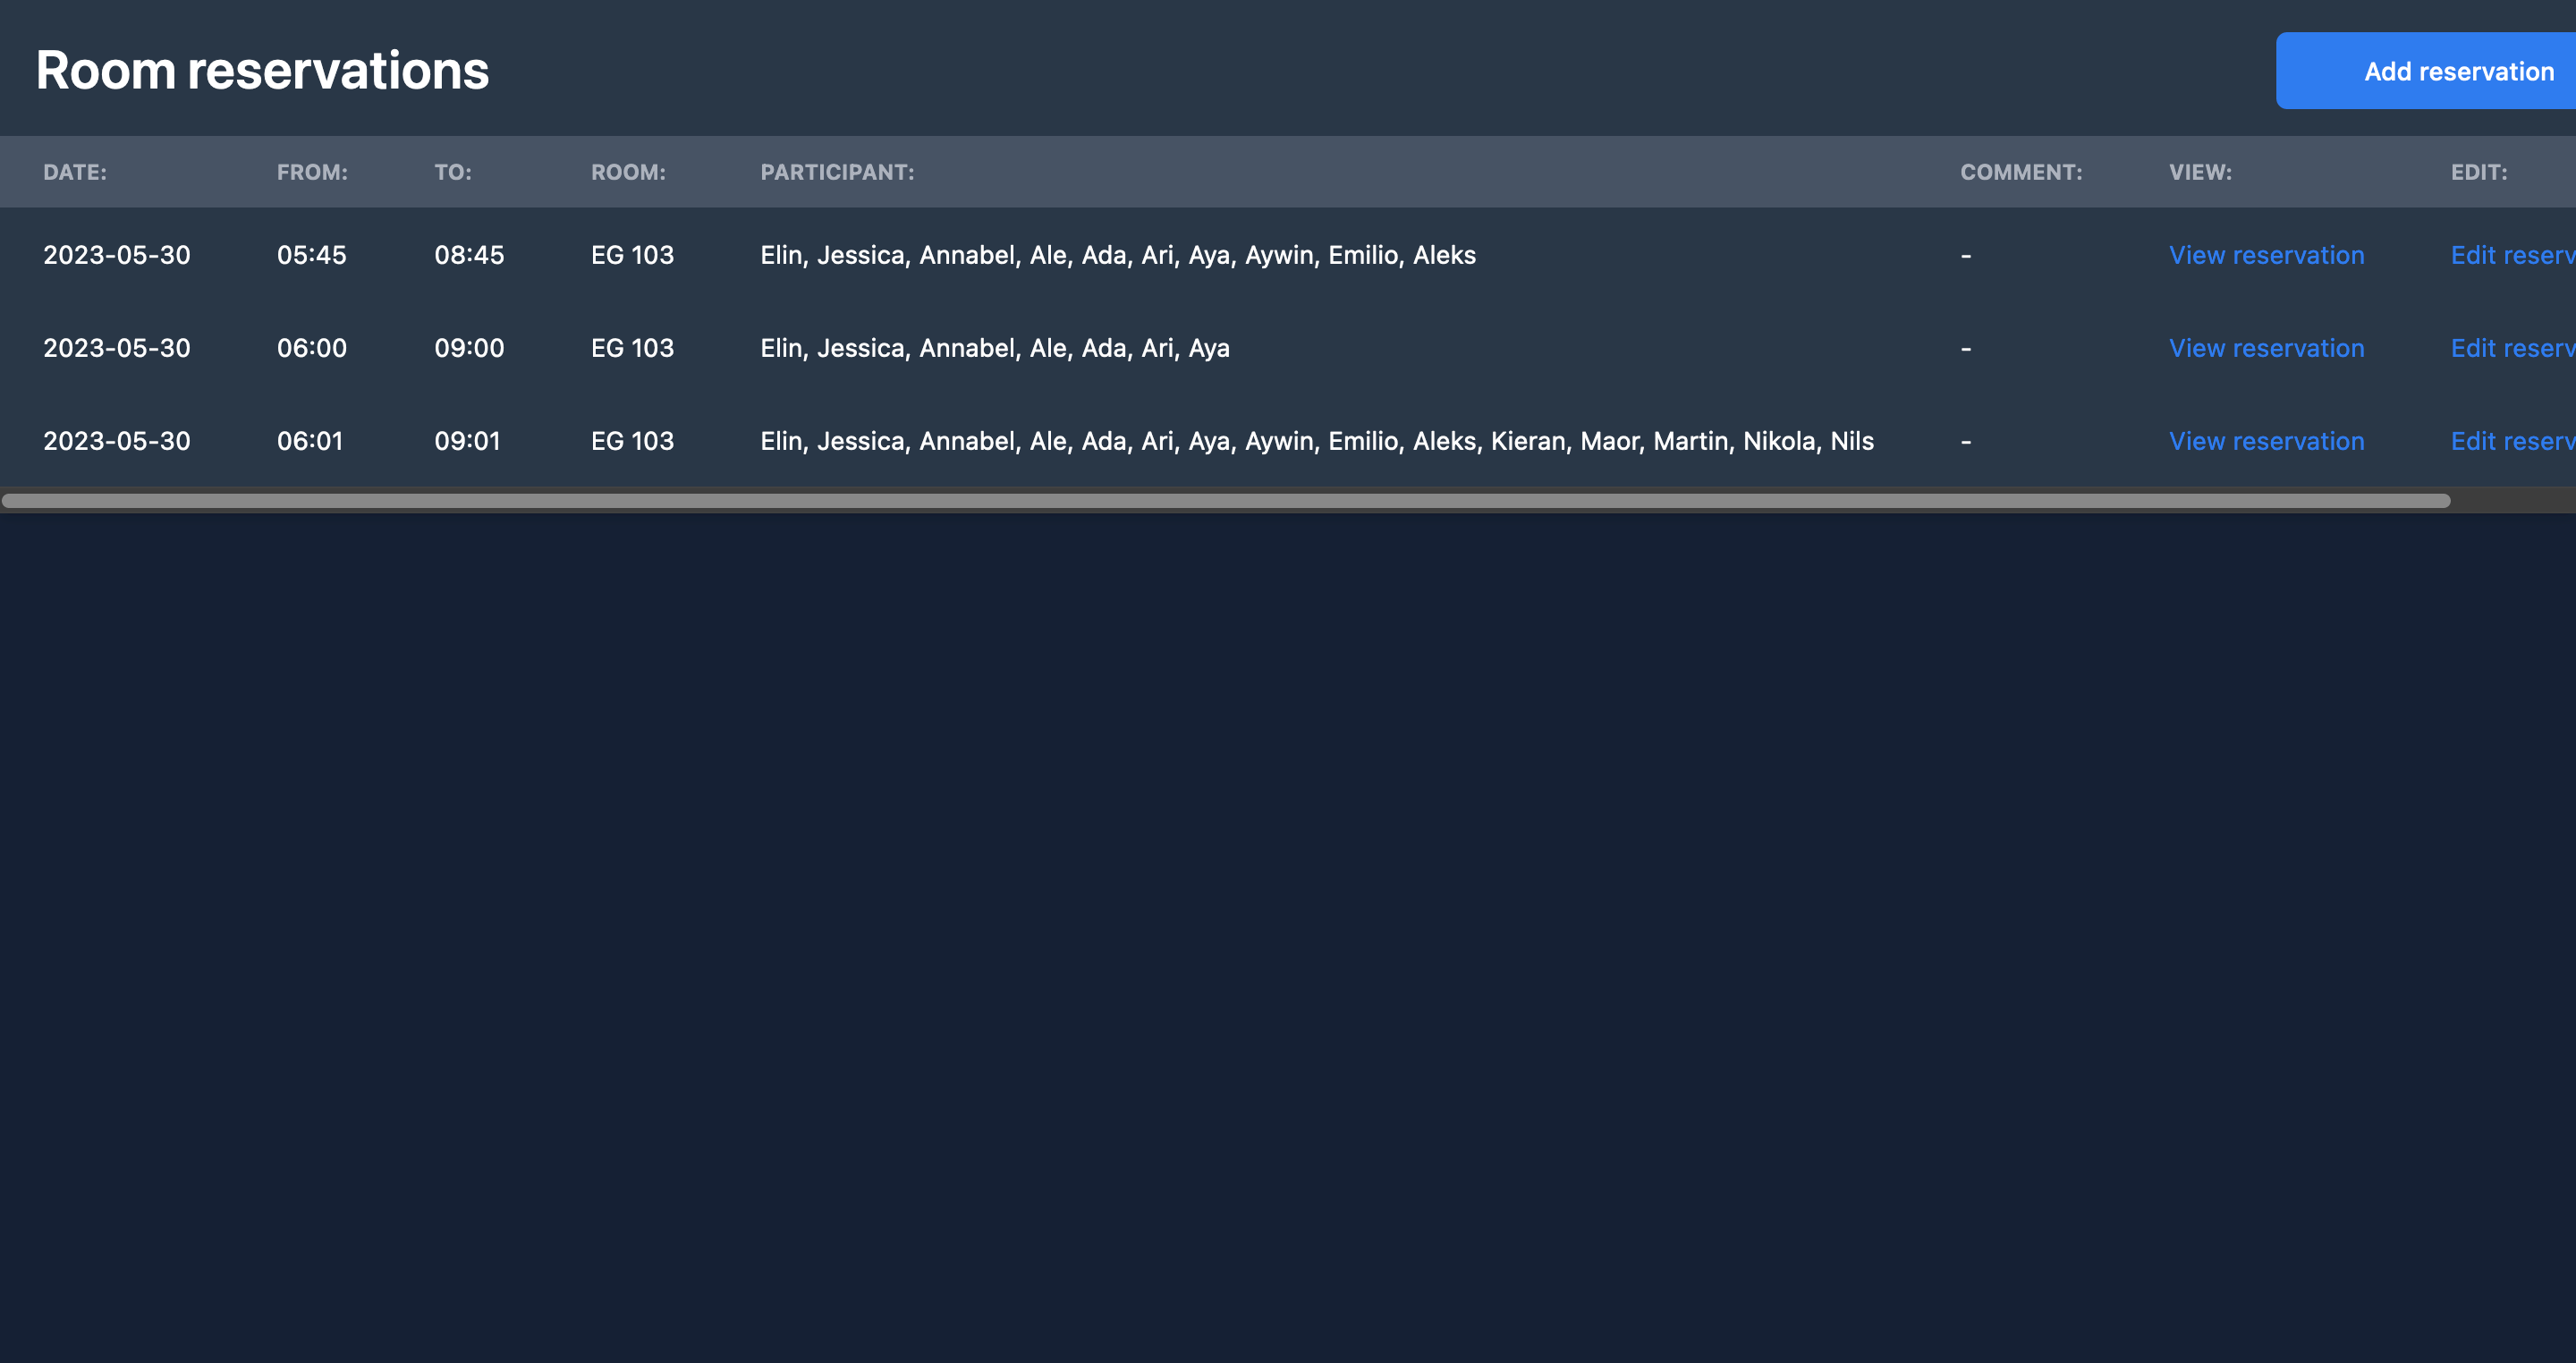 Room reservations
Add reservation
DATE: FROM: TO: ROOM: PARTICIPANT: COMMENT: VIEW: EDIT:
2023-05-30 05:45 08:45 EG 103 Elin, Jessica, Annabel, Ale, Ada, Ari, Aya, Aywin, Emilio, Aleks - View reservation Edit reserv
2023-05-30 06:00 09:00 EG 103 Elin, Jessica, Annabel, Ale, Ada, Ari, Aya - View reservation Edit reserv
2023-05-30 06:01 09:01 EG 103 Elin, Jessica, Annabel, Ale, Ada, Ari, Aya, Aywin, Emilio, Aleks, Kieran, Maor, Martin, Nikola, Nils - View reservation Edit reserv